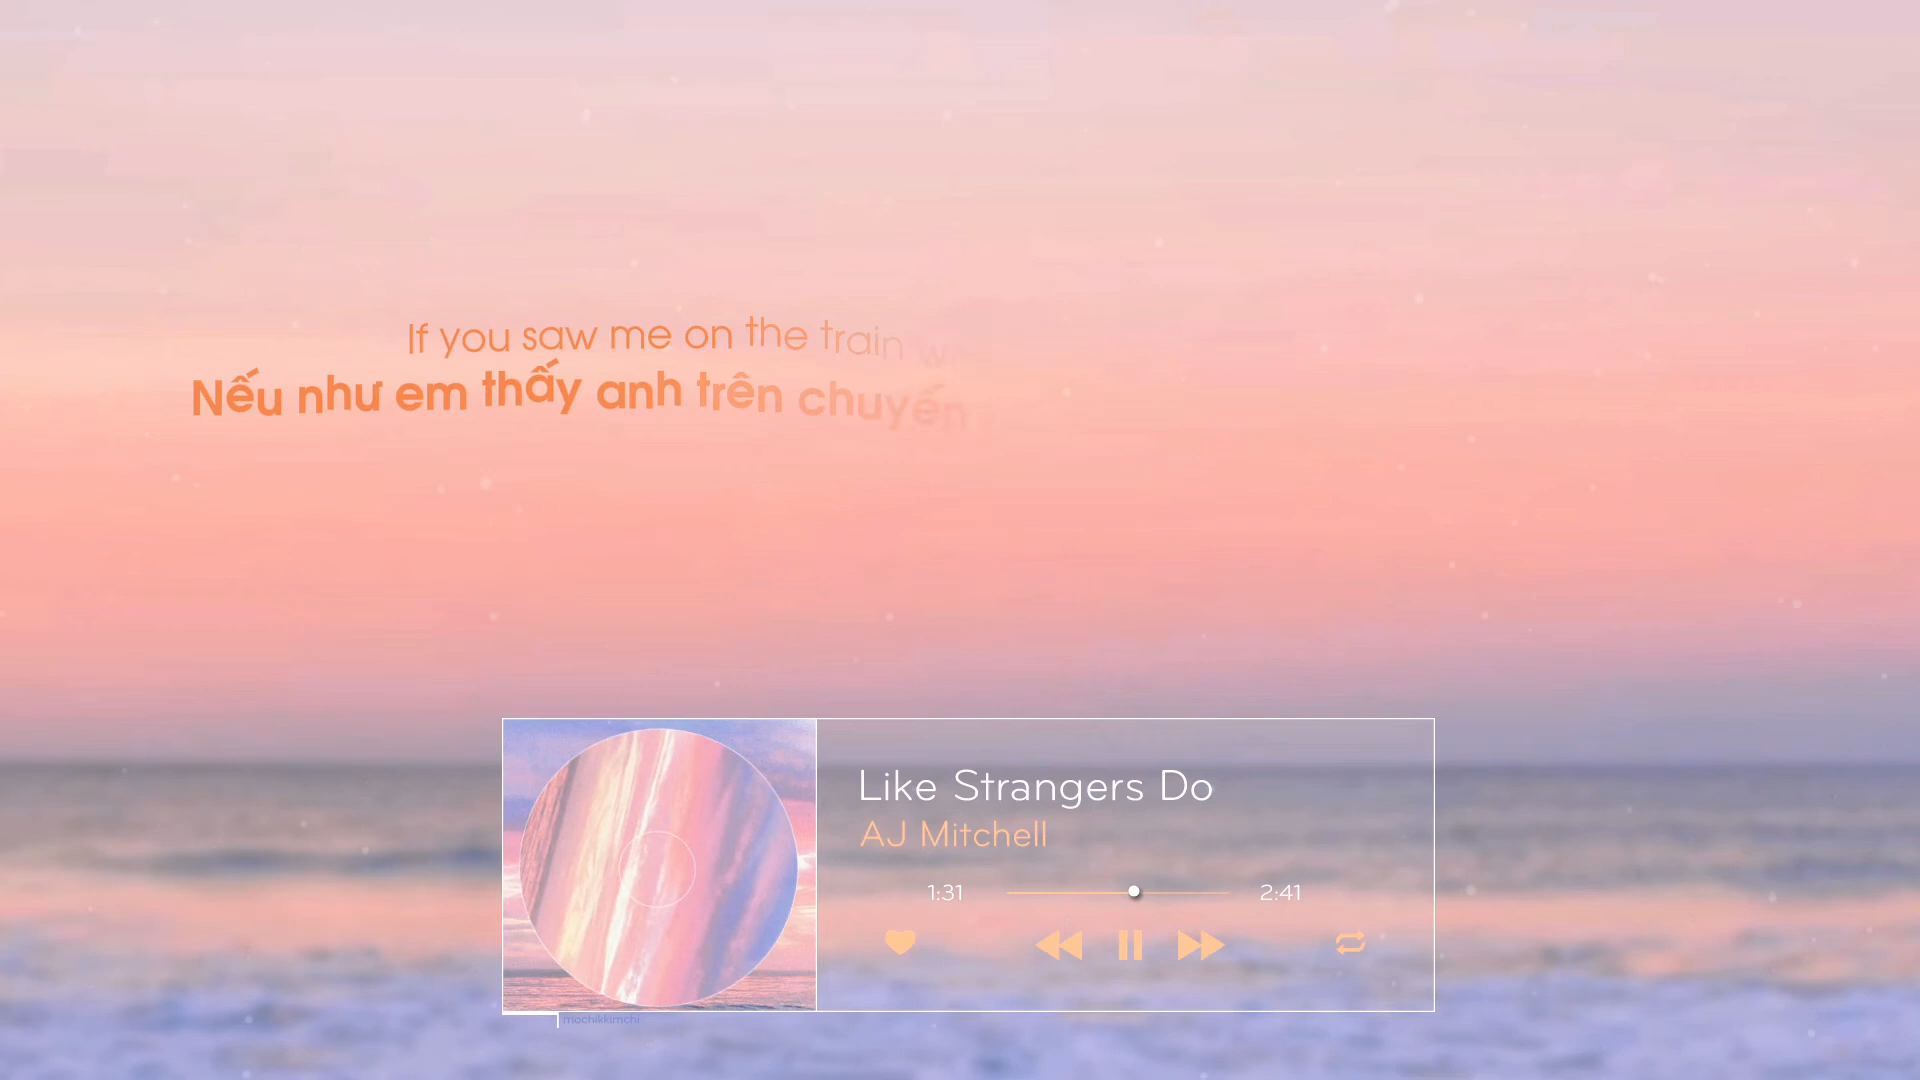 If you saw me on the train
Nếu như em thấy anh trên chuyến
Like Strangers Do
AJ Mitchell
1:31
2:41
mochikkimchi